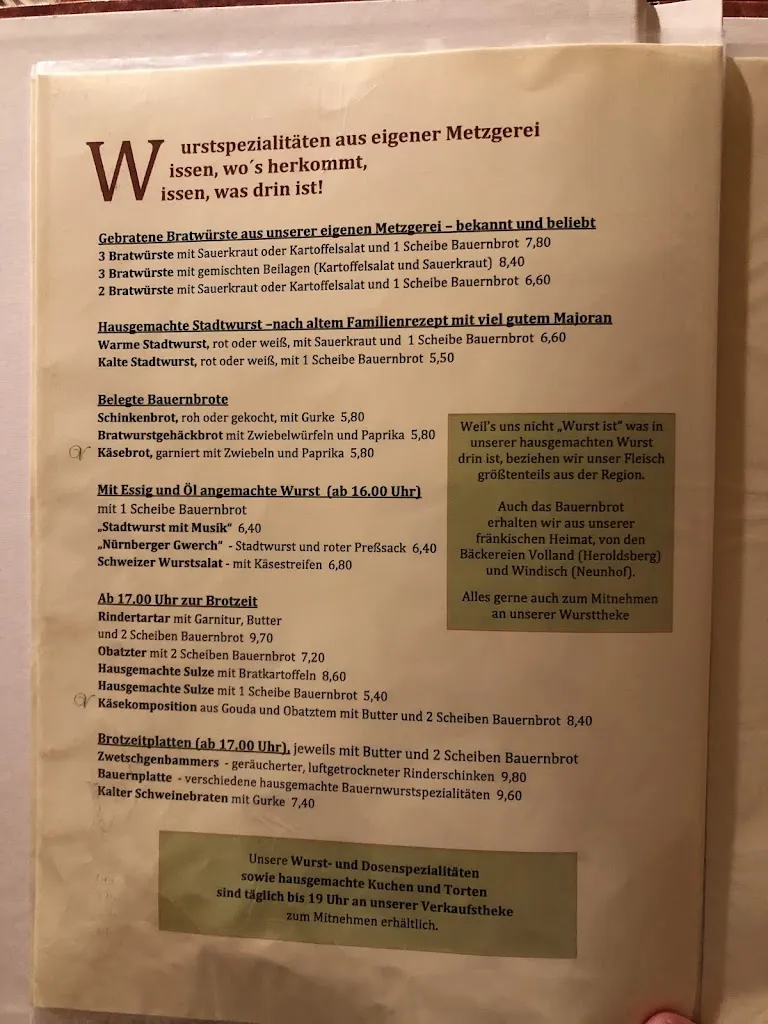 Wurstspezialitäten aus eigener Metzgerei
issen, wo´s herkommt,
issen, was drin ist!
Gebratene Bratwürste aus unserer eigenen Metzgerei – bekannt und beliebt
3 Bratwürste mit Sauerkraut oder Kartoffelsalat und 1 Scheibe Bauernbrot 7,80
3 Bratwürste mit gemischten Beilagen (Kartoffelsalat und Sauerkraut) 8,40
2 Bratwürste mit Sauerkraut oder Kartoffelsalat und 1 Scheibe Bauernbrot 6,60
Hausgemachte Stadtwurst –nach altem Familienrezept mit viel gutem Majoran
Warme Stadtwurst, rot oder weiß, mit Sauerkraut und 1 Scheibe Bauernbrot 6,60
Kalte Stadtwurst, rot oder weiß, mit 1 Scheibe Bauernbrot 5,50
Belegte Bauernbrote
Schinkenbrot, roh oder gekocht, mit Gurke 5,80
Bratwurstgehäckbrot mit Zwiebelwürfeln und Paprika 5,80
V Käsebrot, garniert mit Zwiebeln und Paprika 5,80
Mit Essig und Öl angemachte Wurst (ab 16.00 Uhr)
mit 1 Scheibe Bauernbrot
„Stadtwurst mit Musik“ 6,40
„Nürnberger Gwerch“ - Stadtwurst und roter Preßsack 6,40
Schweizer Wurstsalat - mit Käsestreifen 6,80
Weil's uns nicht „Wurst ist“ was in
unserer hausgemachten Wurst
drin ist, beziehen wir unser Fleisch
größtenteils aus der Region.
Auch das Bauernbrot
erhalten wir aus unserer
fränkischen Heimat, von den
Bäckereien Volland (Heroldsberg)
und Windisch (Neunhof).
Alles gerne auch zum Mitnehmen
an unserer Wursttheke
Ab 17.00 Uhr zur Brotzeit
Rindertartar mit Garnitur, Butter
und 2 Scheiben Bauernbrot 9,70
Obatzter mit 2 Scheiben Bauernbrot 7,20
Hausgemachte Sulze mit Bratkartoffeln 8,60
Hausgemachte Sulze mit 1 Scheibe Bauernbrot 5,40
V Käsekomposition aus Gouda und Obatztem mit Butter und 2 Scheiben Bauernbrot 8,40
Brotzeitplatten (ab 17.00 Uhr), jeweils mit Butter und 2 Scheiben Bauernbrot
Zwetschgenbammers - geräucherter, luftgetrockneter Rinderschinken 9,80
Bauernplatte - verschiedene hausgemachte Bauernwurstspezialitäten 9,60
Kalter Schweinebraten mit Gurke 7,40
Unsere Wurst- und Dosenspezialitäten
sowie hausgemachte Kuchen und Torten
sind täglich bis 19 Uhr an unserer Verkaufstheke
zum Mitnehmen erhältlich.